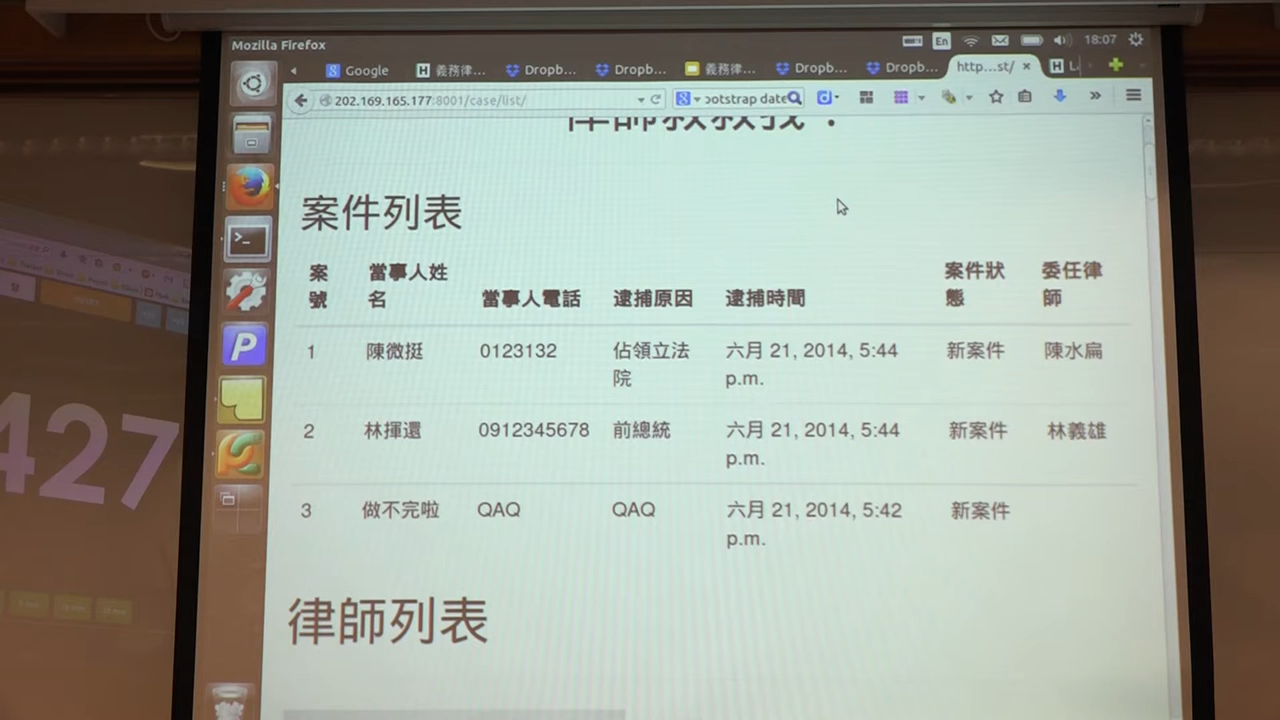 Mozilla Firefox
En
18:07
Google
義務律...
Dropb...
Dropb...
義務律...
Dropb...
Dropb...
http...st/
202.169.165.177:8001/case/list/
ootstrap date
律師救救我！
案件列表
案號 當事人姓名 當事人電話 逮捕原因 逮捕時間 案件狀態 委任律師
1 陳微挺 0123132 佔領立法院 六月 21, 2014, 5:44 p.m. 新案件 陳水扁
2 林揮還 0912345678 前總統 六月 21, 2014, 5:44 p.m. 新案件 林義雄
3 做不完啦 QAQ QAQ 六月 21, 2014, 5:42 p.m. 新案件
律師列表
427